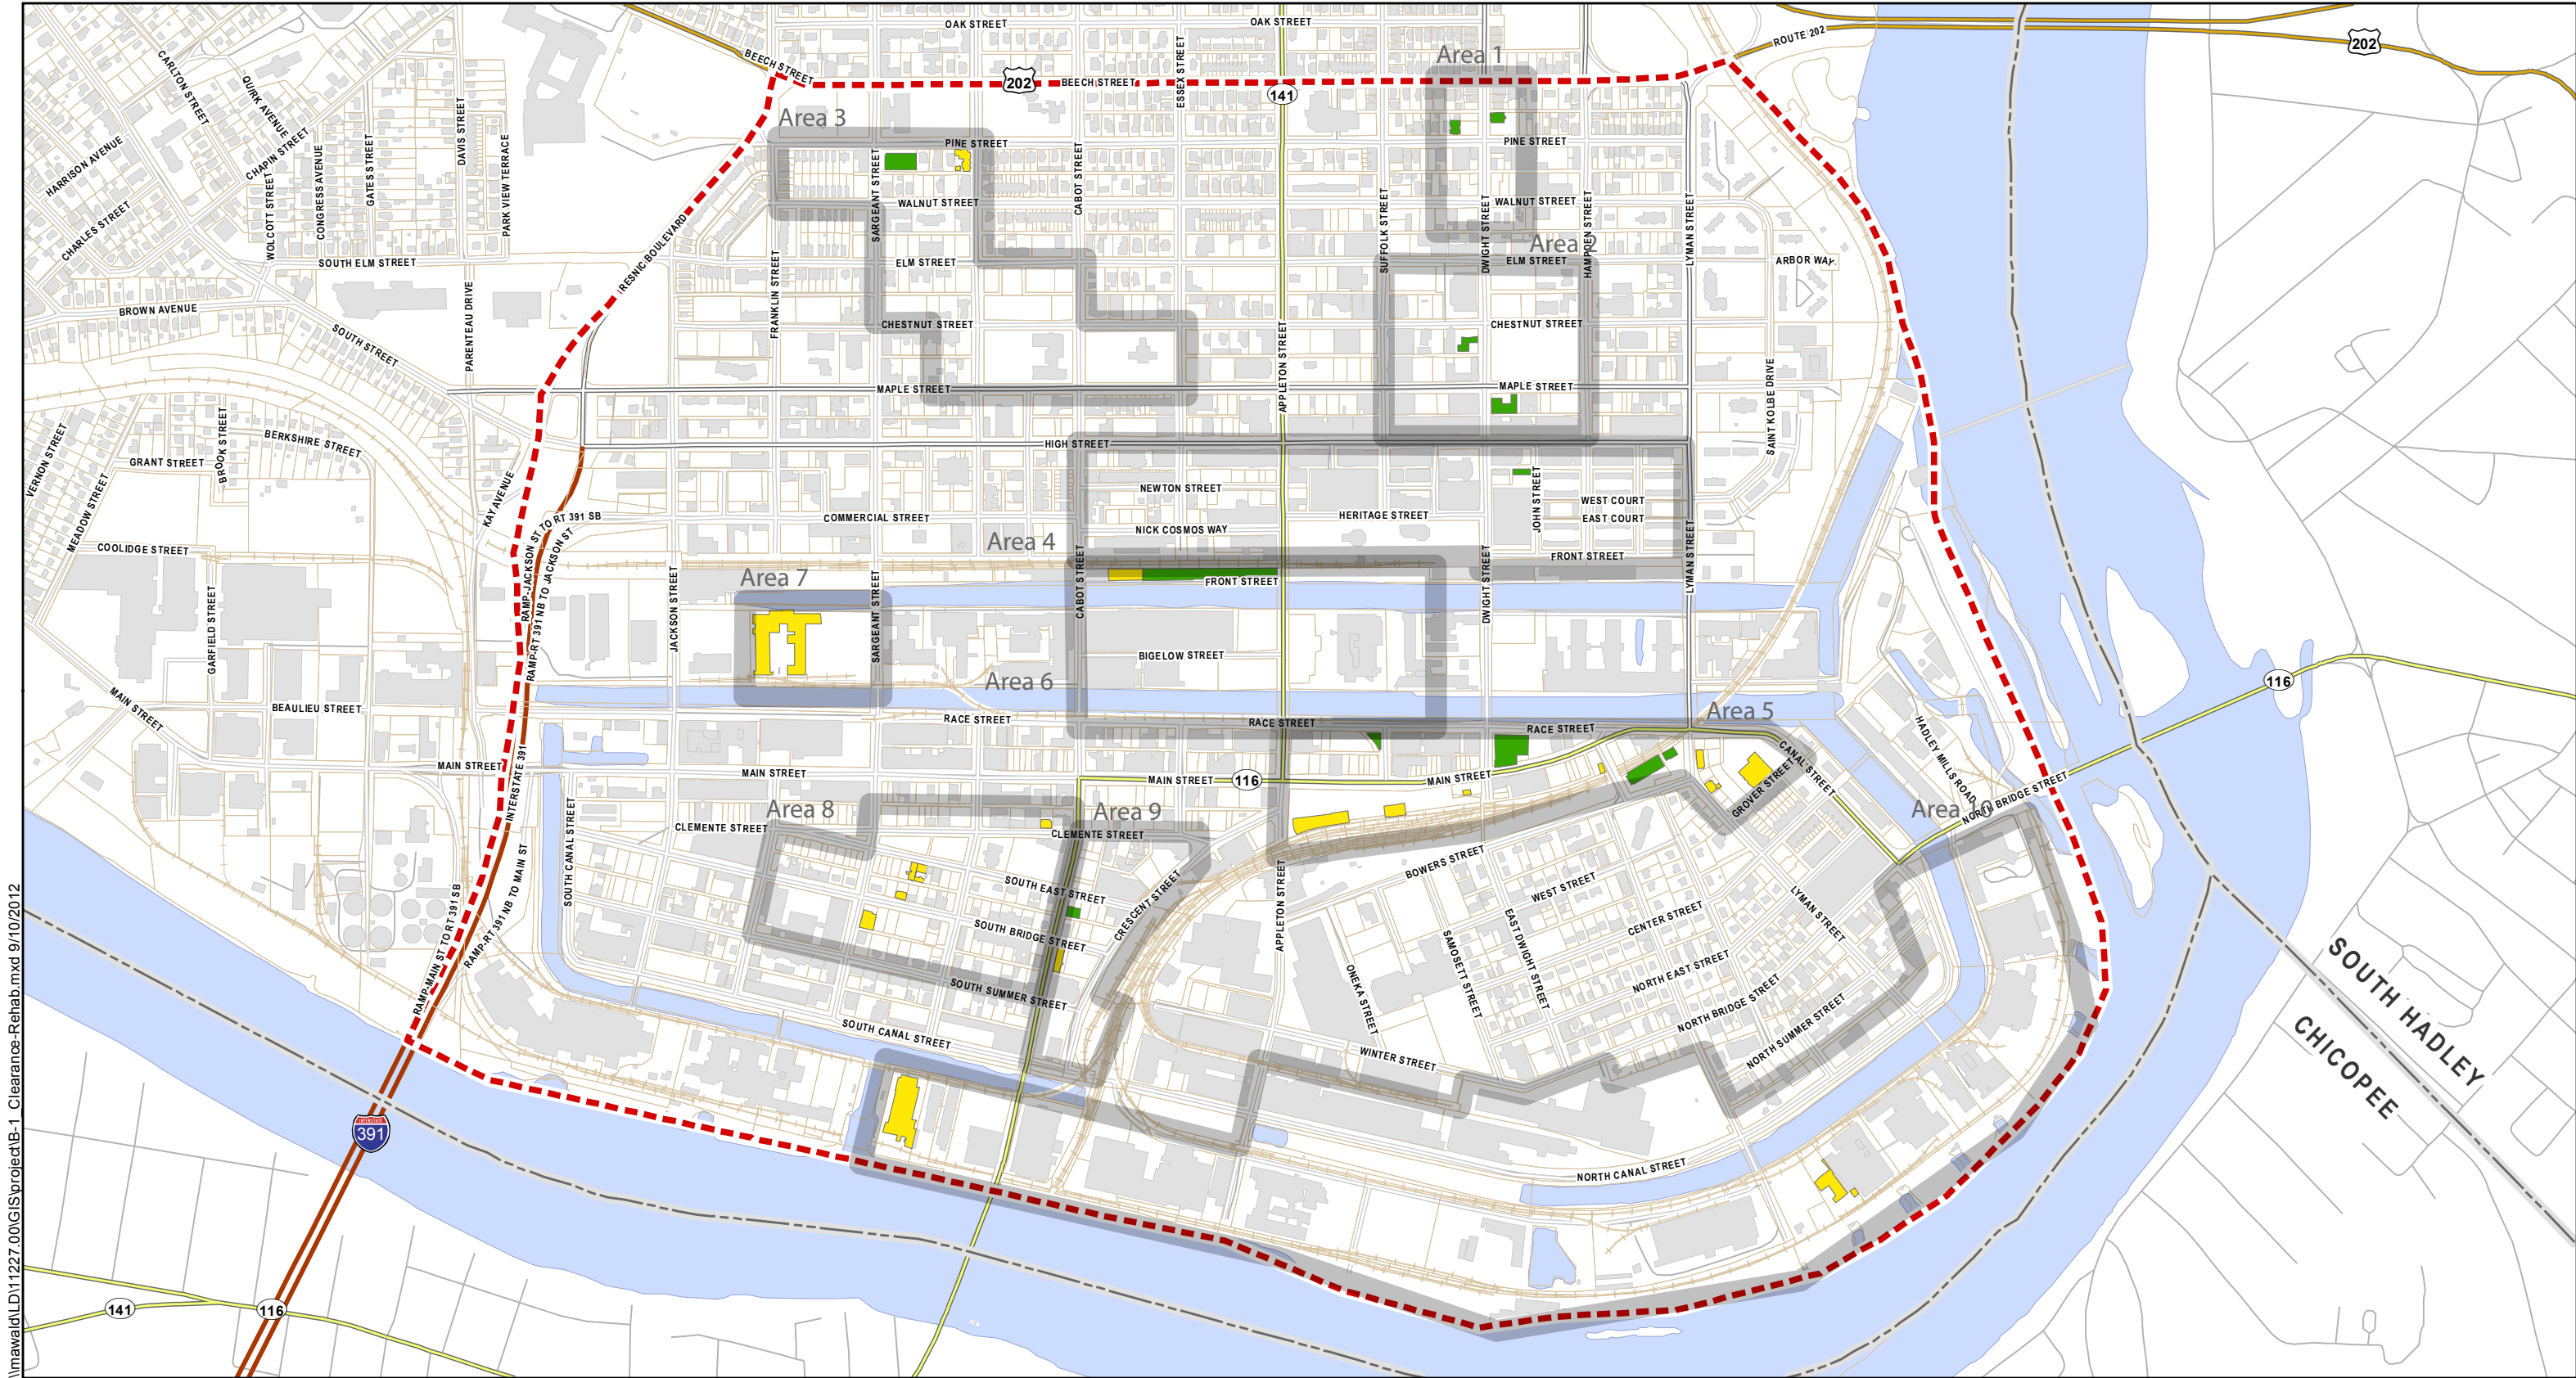 OAK STREET
OAK STREET
ROUTE 202
202
BEECH STREET
202
BEECH STREET
141
ESSEX STREET
Area 1
CARLTON STREET
QUIRK AVENUE
HARRISON AVENUE
CHAPIN STREET
CHARLES STREET
WOLCOTT STREET
CONGRESS AVENUE
GATES STREET
DAVIS STREET
PARK VIEW TERRACE
Area 3
PINE STREET
PINE STREET
SARGEANT STREET
CABOT STREET
WALNUT STREET
WALNUT STREET
SUFFOLK STREET
DWIGHT STREET
HAMPDEN STREET
LYMAN STREET
Area 2
SOUTH ELM STREET
RESNIC BOULEVARD
FRANKLIN STREET
ELM STREET
ELM STREET
ARBOR WAY
BROWN AVENUE
SOUTH STREET
PARENTEAU DRIVE
CHESTNUT STREET
CHESTNUT STREET
APPLETON STREET
MAPLE STREET
MAPLE STREET
SAINT KOLBE DRIVE
VERNON STREET
MEADOW STREET
GRANT STREET
BROOK STREET
BERKSHIRE STREET
KAY AVENUE
HIGH STREET
NEWTON STREET
JOHN STREET
WEST COURT
EAST COURT
COMMERCIAL STREET
HERITAGE STREET
NICK COSMOS WAY
RAMP-JACKSON ST TO RT 391 SB
RAMP-RT 391 NB TO JACKSON ST
COOLIDGE STREET
Area 4
FRONT STREET
FRONT STREET
Area 7
JACKSON STREET
SARGEANT STREET
CABOT STREET
DWIGHT STREET
LYMAN STREET
GARFIELD STREET
BIGELOW STREET
Area 6
116
MAIN STREET
BEAULIEU STREET
RACE STREET
RACE STREET
RACE STREET
Area 5
HADLEY MILLS ROAD
CANAL STREET
MAIN STREET
INTERSTATE 391
MAIN STREET
MAIN STREET
116
MAIN STREET
GROVER STREET
NORTH BRIDGE STREET
Area 8
Area 9
Area 10
CLEMENTE STREET
CLEMENTE STREET
SOUTH CANAL STREET
BOWERS STREET
RAMP-MAIN ST TO RT 391 SB
RAMP-RT 391 NB TO MAIN ST
SOUTH EAST STREET
CRESCENT STREET
APPLETON STREET
WEST STREET
CENTER STREET
LYMAN STREET
SOUTH BRIDGE STREET
EAST DWIGHT STREET
SAMOSETT STREET
ONEKA STREET
NORTH EAST STREET
NORTH BRIDGE STREET
NORTH SUMMER STREET
SOUTH SUMMER STREET
SOUTH CANAL STREET
WINTER STREET
NORTH CANAL STREET
SOUTH HADLEY
CHICOPEE
INTERSTATE
391
141
116
\\mawald\LD\11227.00\GIS\project\B-1_Clearance-Rehab.mxd 9/10/2012